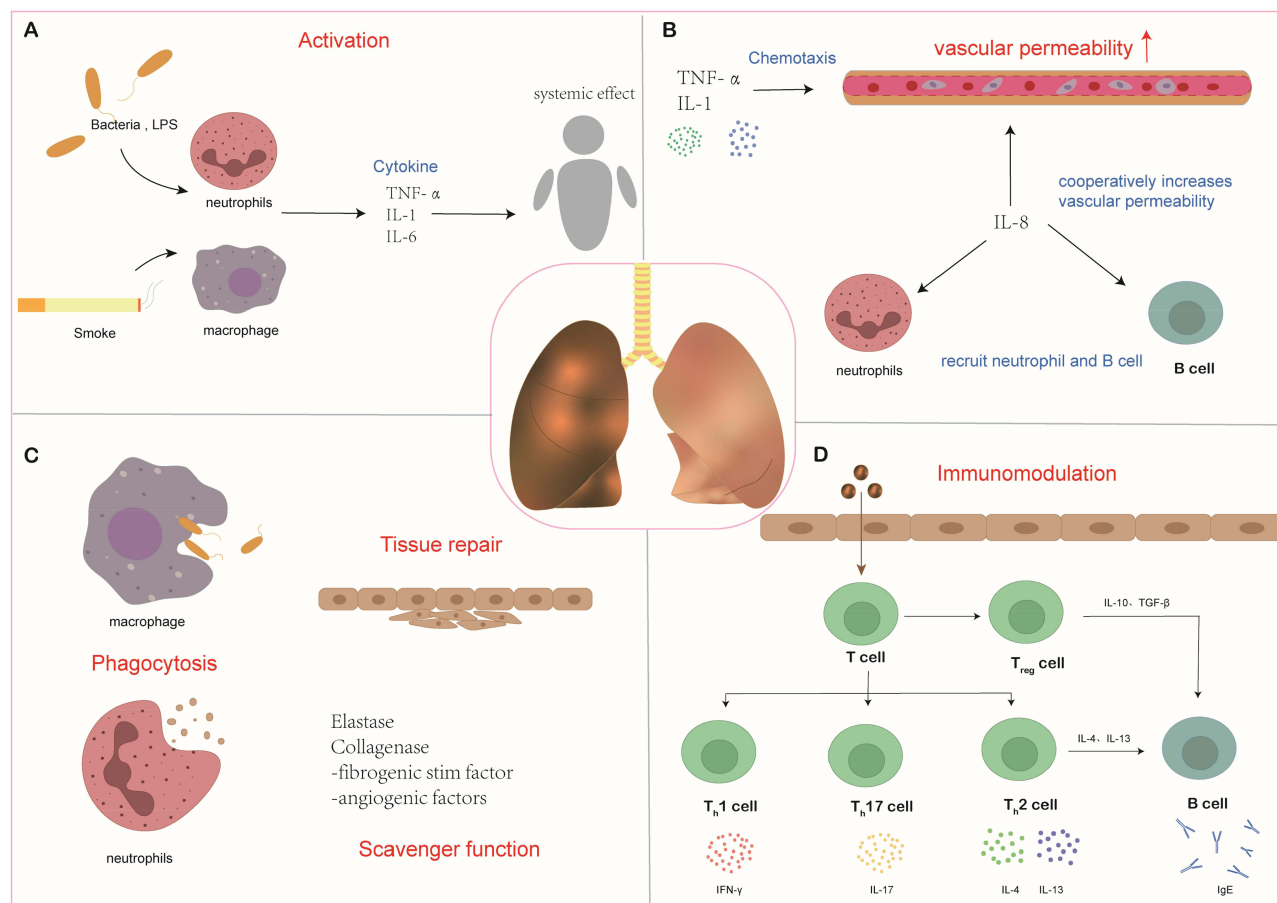 A
Activation
Bacteria , LPS
neutrophils
Cytokine
TNF- α
IL-1
IL-6
systemic effect
Smoke
macrophage
B
vascular permeability
Chemotaxis
TNF- α
IL-1
cooperatively increases
vascular permeability
IL-8
neutrophils
recruit neutrophil and B cell
B cell
C
macrophage
Tissue repair
Phagocytosis
neutrophils
Elastase
Collagenase
-fibrogenic stim factor
-angiogenic factors
Scavenger function
D
Immunomodulation
T cell
Treg cell
IL-10、TGF-β
IL-4、IL-13
Th1 cell
Th17 cell
Th2 cell
B cell
IFN-γ
IL-17
IL-4
IL-13
IgE